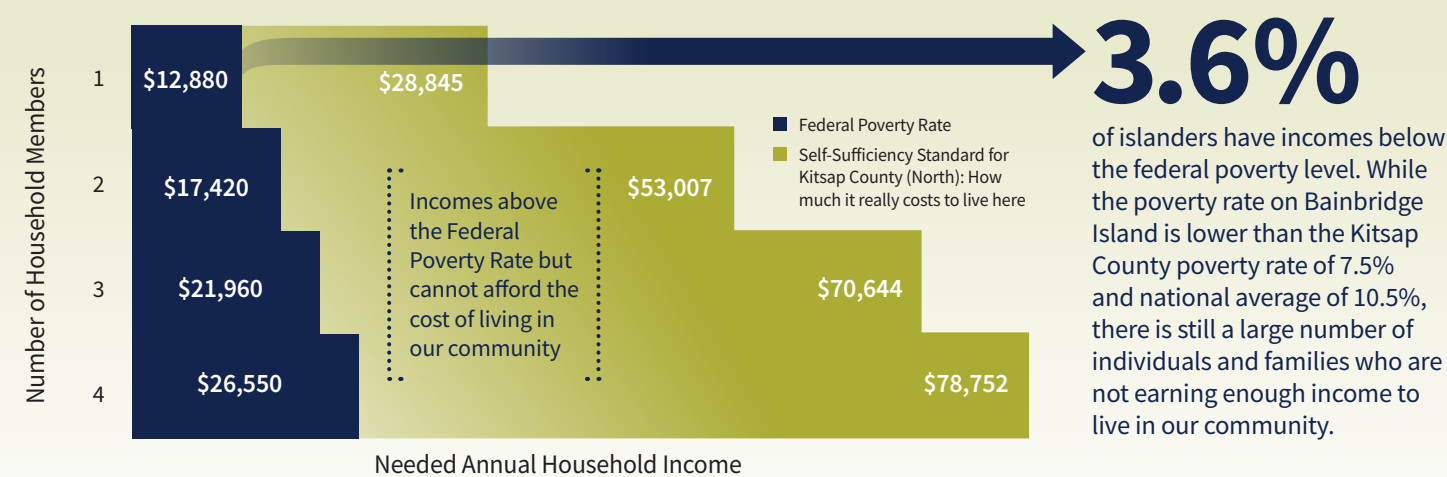 Number of Household Members
1
$12,880
$28,845
2
$17,420
$53,007
3
$21,960
$70,644
4
$26,550
$78,752
Incomes above
the Federal
Poverty Rate but
cannot afford the
cost of living in
our community
Federal Poverty Rate
Self-Sufficiency Standard for
Kitsap County (North): How
much it really costs to live here
Needed Annual Household Income
3.6%
of islanders have incomes below
the federal poverty level. While
the poverty rate on Bainbridge
Island is lower than the Kitsap
County poverty rate of 7.5%
and national average of 10.5%,
there is still a large number of
individuals and families who are
not earning enough income to
live in our community.